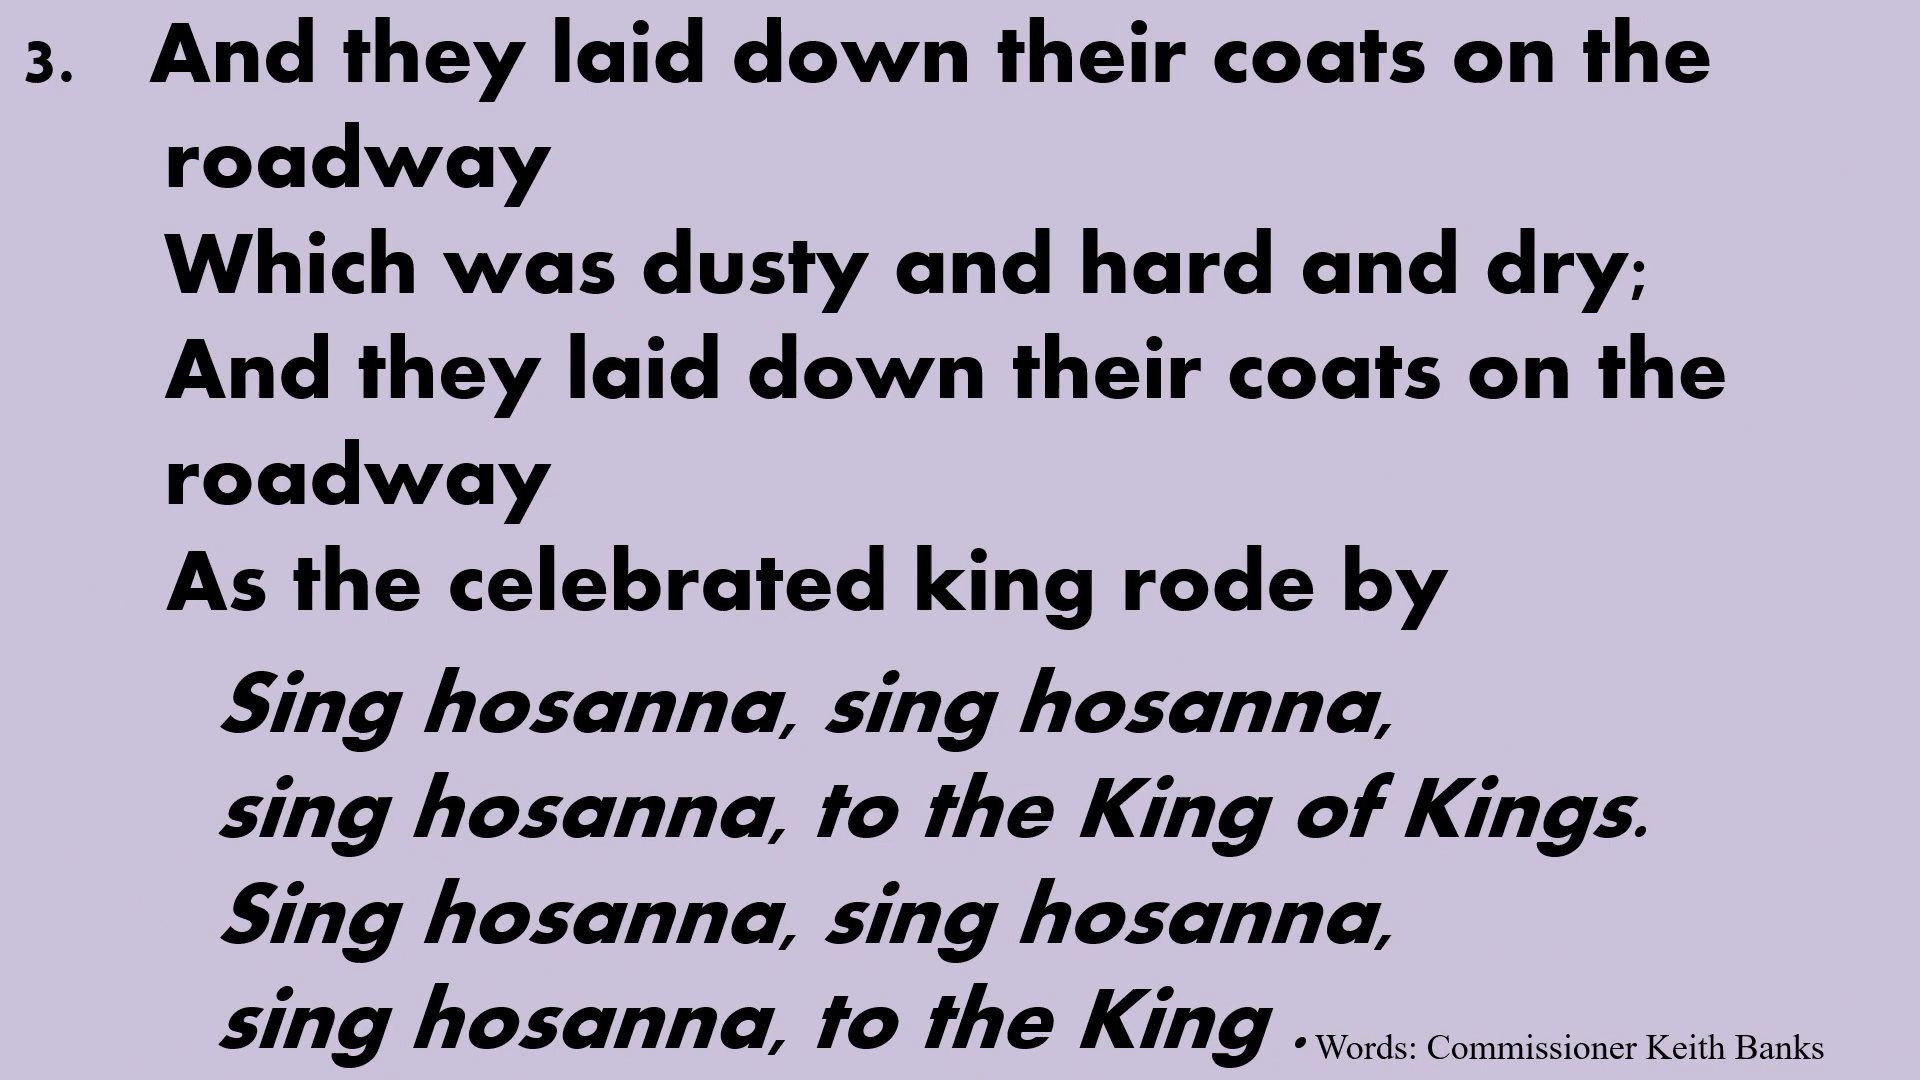 3. And they laid down their coats on the
roadway
Which was dusty and hard and dry;
And they laid down their coats on the
roadway
As the celebrated king rode by
Sing hosanna, sing hosanna,
sing hosanna, to the King of Kings.
Sing hosanna, sing hosanna,
sing hosanna, to the King .
Words: Commissioner Keith Banks